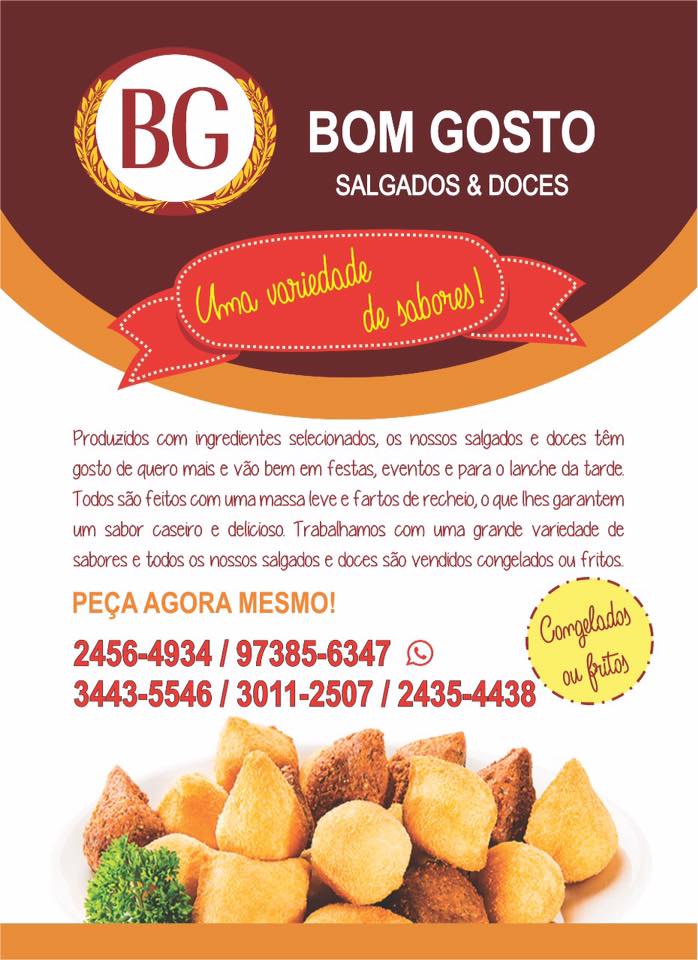 BG
BOM GOSTO
SALGADOS & DOCES
Uma variedade
de sabores!
Produzidos com ingredientes selecionados, os nossos salgados e doces têm
gosto de quero mais e vão bem em festas, eventos e para o lanche da tarde.
Todos são feitos com uma massa leve e fartos de recheio, o que lhes garantem
um sabor caseiro e delicioso. Trabalhamos com uma grande variedade de
sabores e todos os nossos salgados e doces são vendidos congelados ou fritos.
PEÇA AGORA MESMO!
2456-4934 / 97385-6347
3443-5546 / 3011-2507 / 2435-4438
Congelados
ou fritos